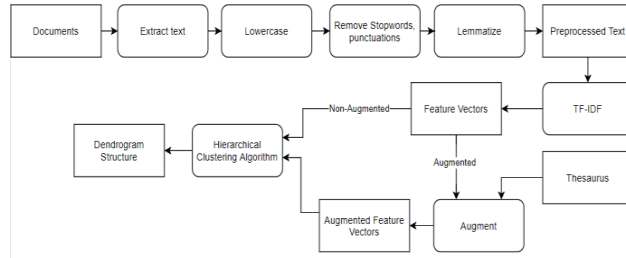 Documents
Extract text
Lowercase
Remove Stopwords,
punctuations
Lemmatize
Preprocessed Text
Non-Augmented
Feature Vectors
TF-IDF
Dendrogram
Structure
Hierarchical
Clustering Algorithm
Augmented
Thesaurus
Augmented Feature
Vectors
Augment